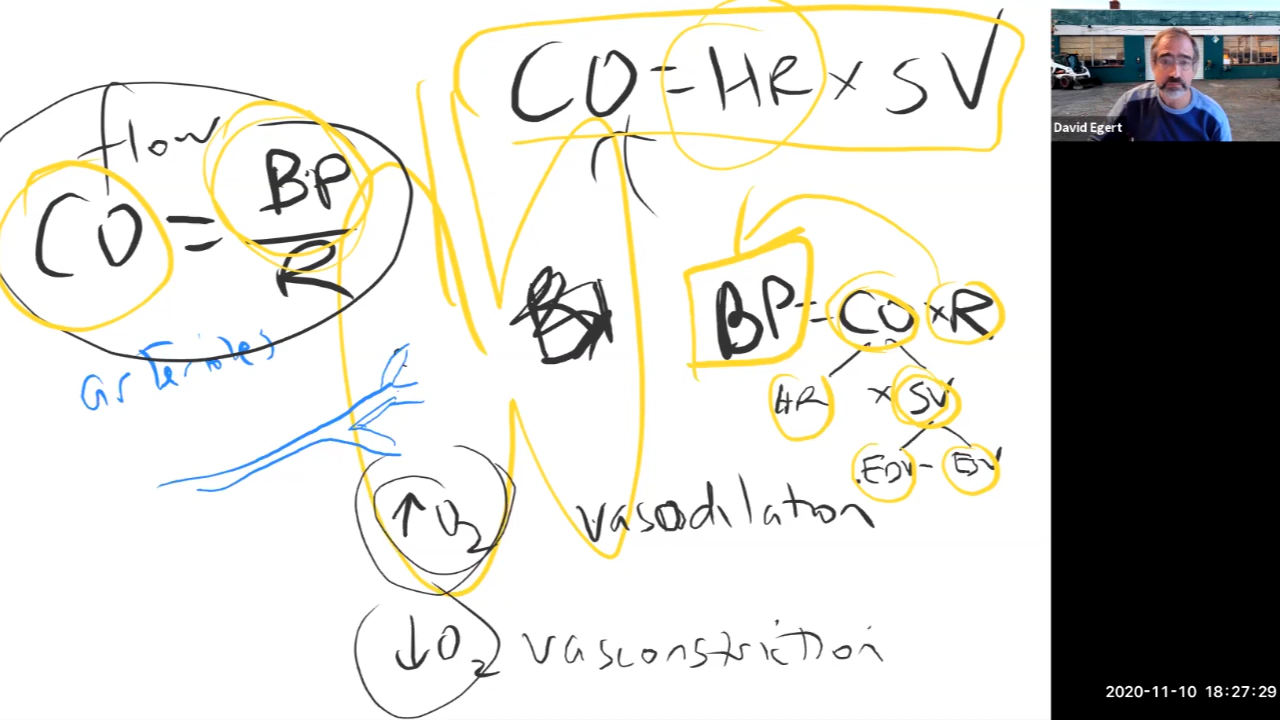 CO = HR x SV
flow
CO = BP
R
BP = CO x R
HR x SV
EDV - ESV
arterioles
↑ O2 vasodilation
↓ O2 vasconstriction
David Egert
2020-11-10 18:27:29